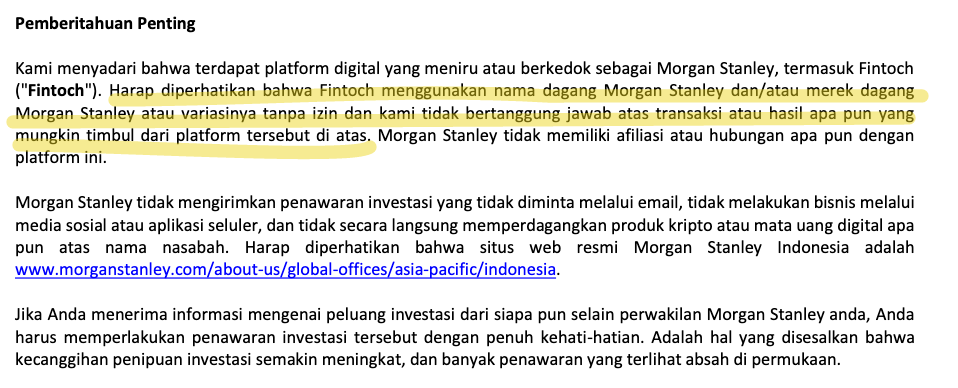 Pemberitahuan Penting
Kami menyadari bahwa terdapat platform digital yang meniru atau berkedok sebagai Morgan Stanley, termasuk Fintoch
("Fintoch"). Harap diperhatikan bahwa Fintoch menggunakan nama dagang Morgan Stanley dan/atau merek dagang
Morgan Stanley atau variasinya tanpa izin dan kami tidak bertanggung jawab atas transaksi atau hasil apa pun yang
mungkin timbul dari platform tersebut di atas. Morgan Stanley tidak memiliki afiliasi atau hubungan apa pun dengan
platform ini.
Morgan Stanley tidak mengirimkan penawaran investasi yang tidak diminta melalui email, tidak melakukan bisnis melalui
media sosial atau aplikasi seluler, dan tidak secara langsung memperdagangkan produk kripto atau mata uang digital apa
pun atas nama nasabah. Harap diperhatikan bahwa situs web resmi Morgan Stanley Indonesia adalah
www.morganstanley.com/about-us/global-offices/asia-pacific/indonesia.
Jika Anda menerima informasi mengenai peluang investasi dari siapa pun selain perwakilan Morgan Stanley anda, Anda
harus memperlakukan penawaran investasi tersebut dengan penuh kehati-hatian. Adalah hal yang disesalkan bahwa
kecanggihan penipuan investasi semakin meningkat, dan banyak penawaran yang terlihat absah di permukaan.